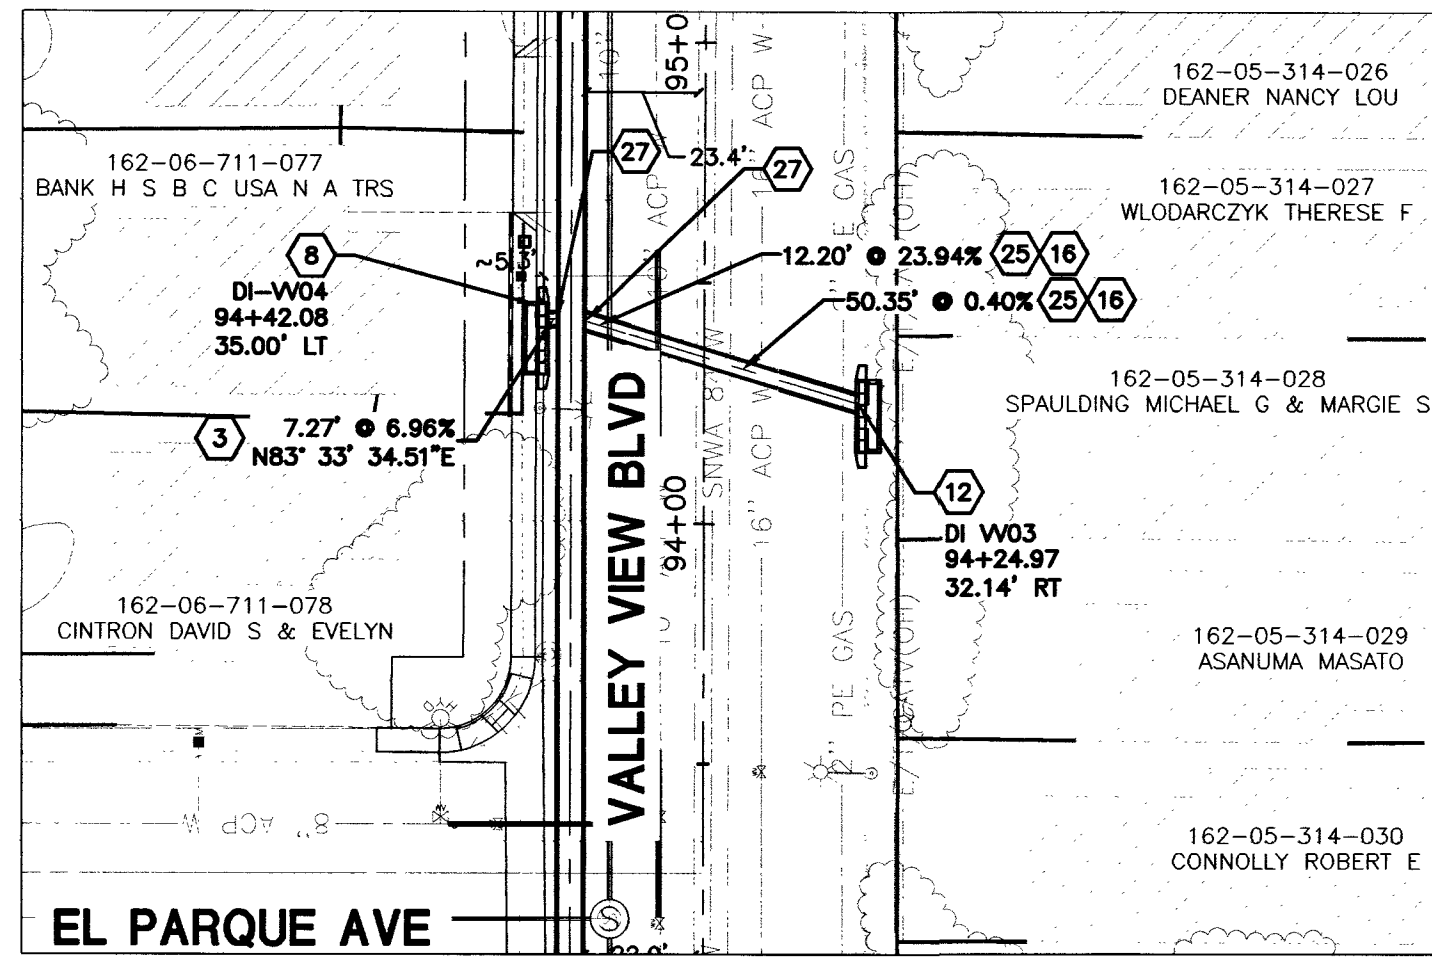 95+0
10"
162-05-314-026
DEANER NANCY LOU
162-06-711-077
BANK H S B C USA N A TRS
27
23.4'
27
ACP W
162-05-314-027
WLODARCZYK THERESE F
8
DI-VV04
94+42.08
35.00' LT
12.20' @ 23.94% 25 16
50.35' @ 0.40% 25 16
162-05-314-028
SPAULDING MICHAEL G & MARGIE S
3
7.27' @ 6.96%
N83° 33' 34.51"E
VALLEY VIEW BLVD
94+00
SNWA 8" W
16" ACP W
12
DI VV03
94+24.97
32.14' RT
162-06-711-078
CINTRON DAVID S & EVELYN
2" PE GAS
162-05-314-029
ASANUMA MASATO
8" ACP W
162-05-314-030
CONNOLLY ROBERT E
EL PARQUE AVE
S